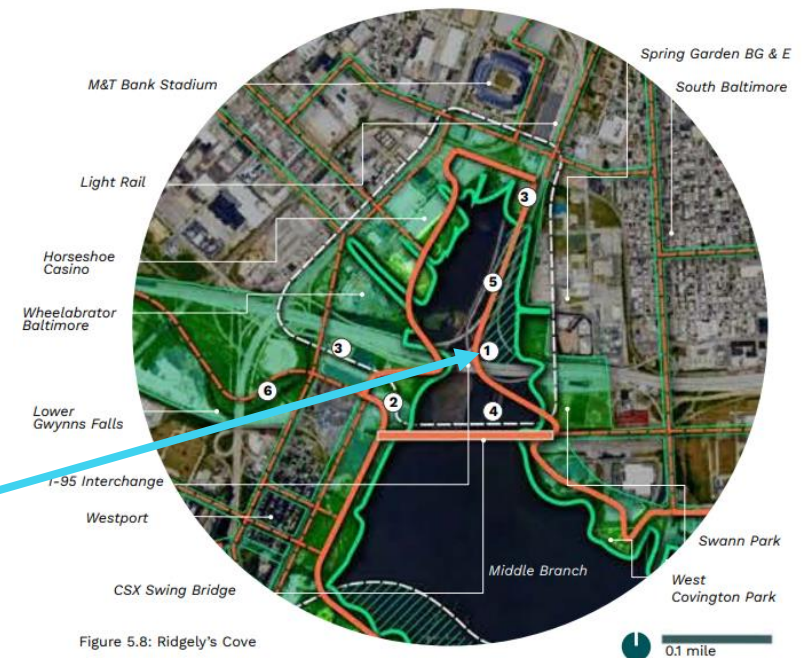 M&T Bank Stadium
Light Rail
Horseshoe
Casino
Wheelabrator
Baltimore
Lower
Gwynns Falls
I-95 Interchange
Westport
CSX Swing Bridge
Figure 5.8: Ridgely's Cove
Spring Garden BG & E
South Baltimore
3
5
1
3
6
2
4
Middle Branch
Swann Park
West
Covington Park
0.1 mile